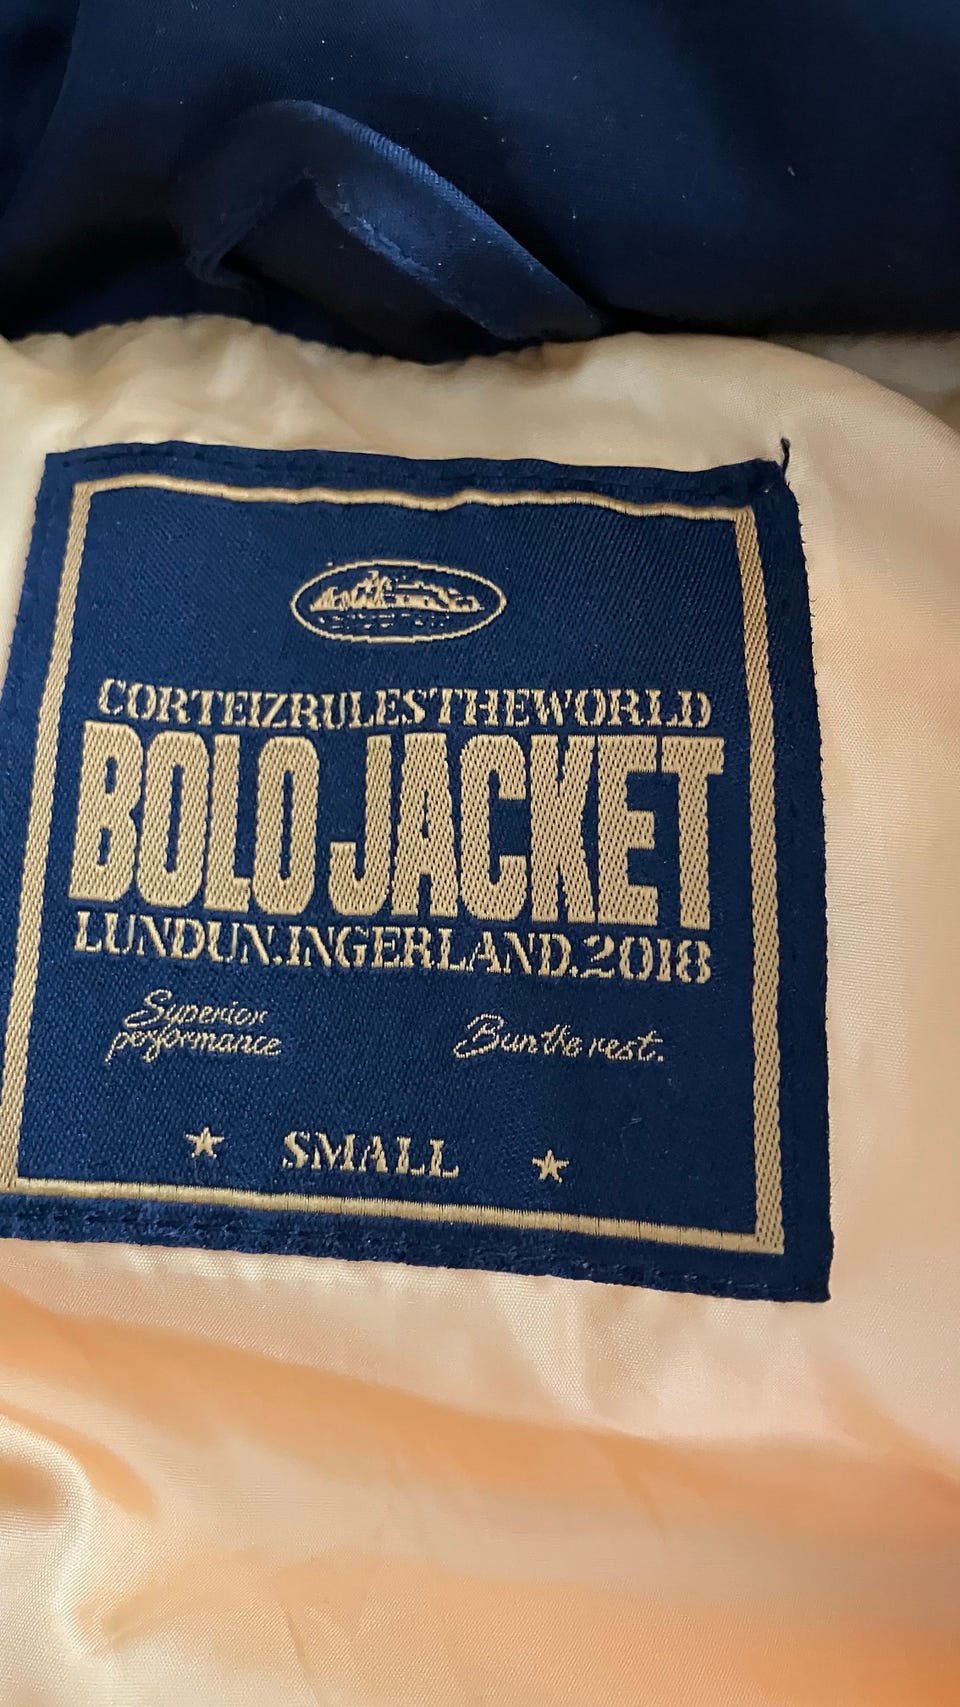 CORTEIZRULESTHEWORLD
BOLO JACKET
LUNDUN.INGERLAND.2018
Superior
performance
Bun the rest.
SMALL